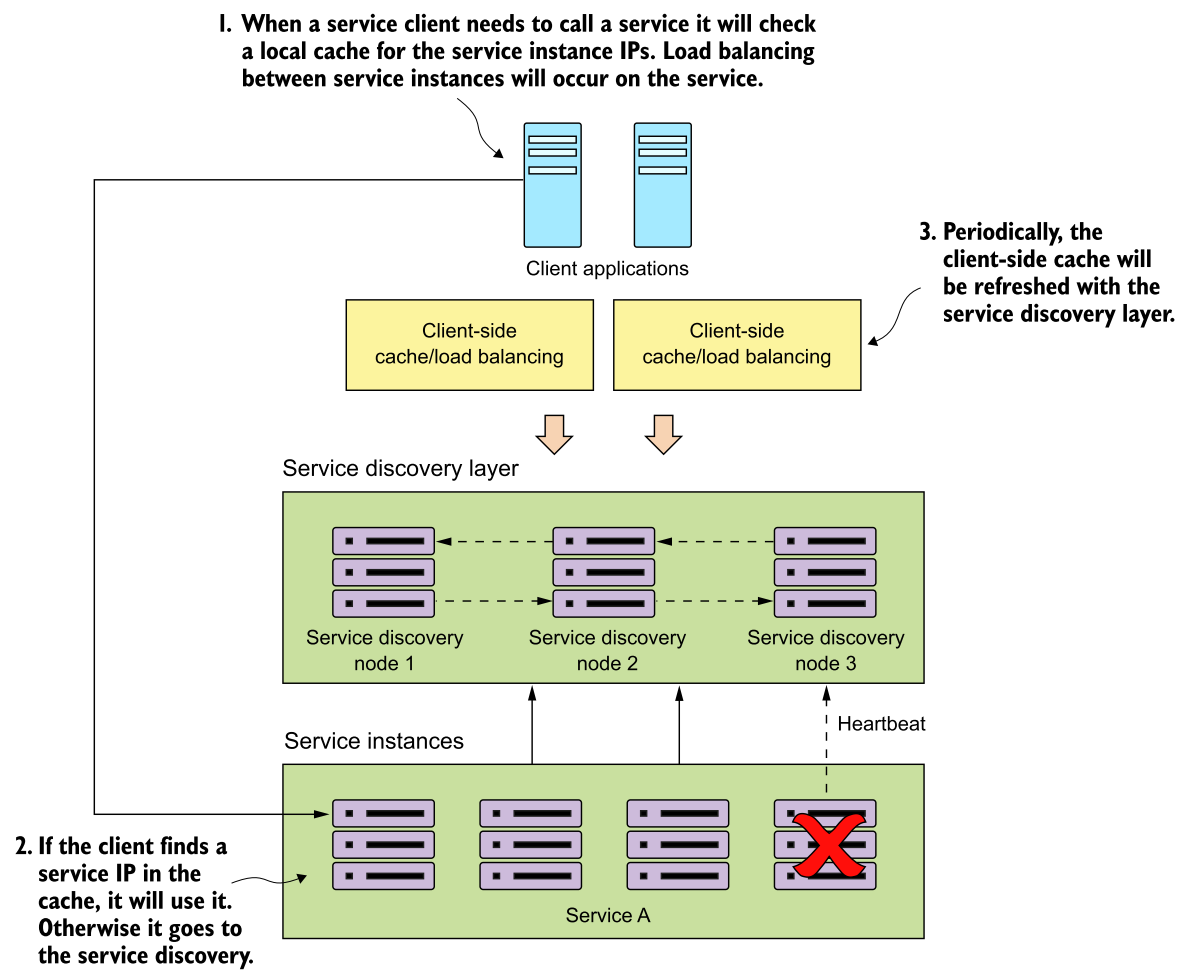 1. When a service client needs to call a service it will check
a local cache for the service instance IPs. Load balancing
between service instances will occur on the service.
Client applications
3. Periodically, the
client-side cache will
be refreshed with the
service discovery layer.
Client-side
cache/load balancing
Client-side
cache/load balancing
Service discovery layer
Service discovery
node 1
Service discovery
node 2
Service discovery
node 3
Heartbeat
Service instances
2. If the client finds a
service IP in the
cache, it will use it.
Otherwise it goes to
the service discovery.
Service A